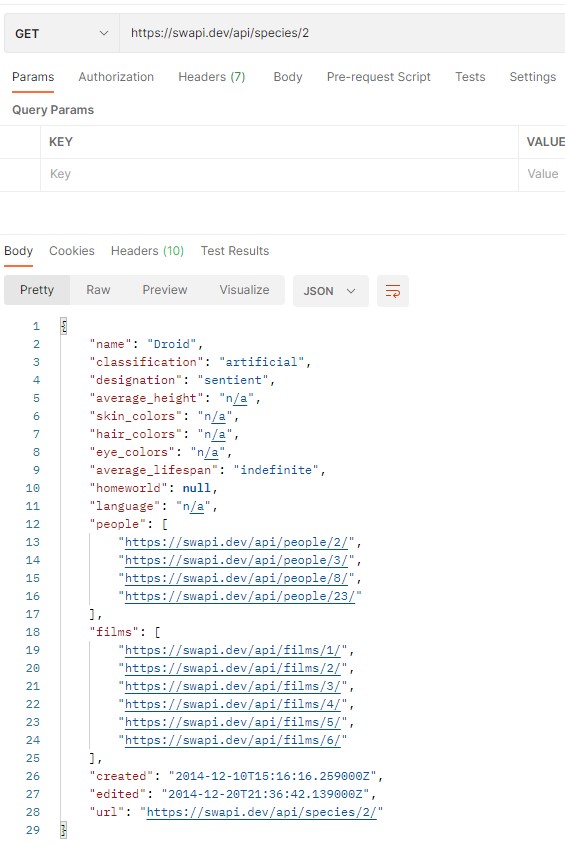 GET https://swapi.dev/api/species/2
Params Authorization Headers (7) Body Pre-request Script Tests Settings
Query Params
KEY VALUE
Key Value
Body Cookies Headers (10) Test Results
Pretty Raw Preview Visualize JSON
1 {
2 "name": "Droid",
3 "classification": "artificial",
4 "designation": "sentient",
5 "average_height": "n/a",
6 "skin_colors": "n/a",
7 "hair_colors": "n/a",
8 "eye_colors": "n/a",
9 "average_lifespan": "indefinite",
10 "homeworld": null,
11 "language": "n/a",
12 "people": [
13 "https://swapi.dev/api/people/2/",
14 "https://swapi.dev/api/people/3/",
15 "https://swapi.dev/api/people/8/",
16 "https://swapi.dev/api/people/23/"
17 ],
18 "films": [
19 "https://swapi.dev/api/films/1/",
20 "https://swapi.dev/api/films/2/",
21 "https://swapi.dev/api/films/3/",
22 "https://swapi.dev/api/films/4/",
23 "https://swapi.dev/api/films/5/",
24 "https://swapi.dev/api/films/6/"
25 ],
26 "created": "2014-12-10T15:16:16.259000Z",
27 "edited": "2014-12-20T21:36:42.139000Z",
28 "url": "https://swapi.dev/api/species/2/"
29 }